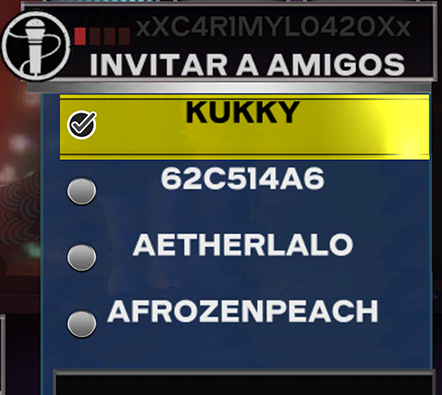 xXC4R1MYL0420Xx
INVITAR A AMIGOS
KUKKY
62C514A6
AETHERLALO
AFROZENPEACH